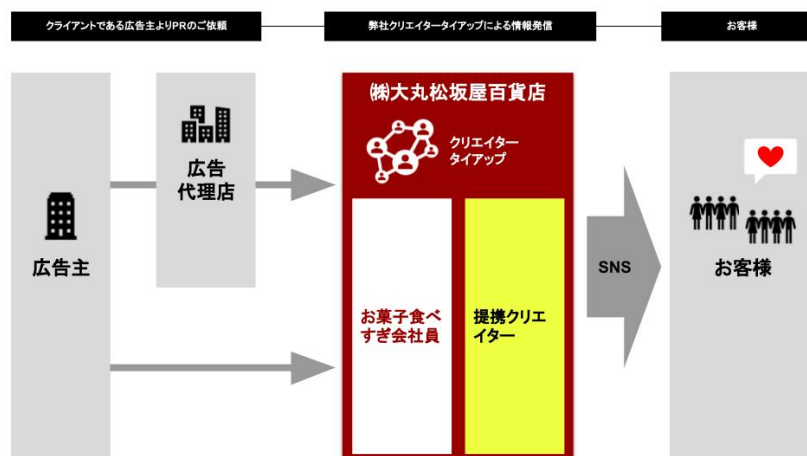 クライアントである広告主よりPRのご依頼
弊社クリエイタータイアップによる情報発信
お客様
広告主
広告
代理店
㈱大丸松坂屋百貨店
クリエイター
タイアップ
お菓子食べ
すぎ会社員
提携クリエ
イター
SNS
お客様